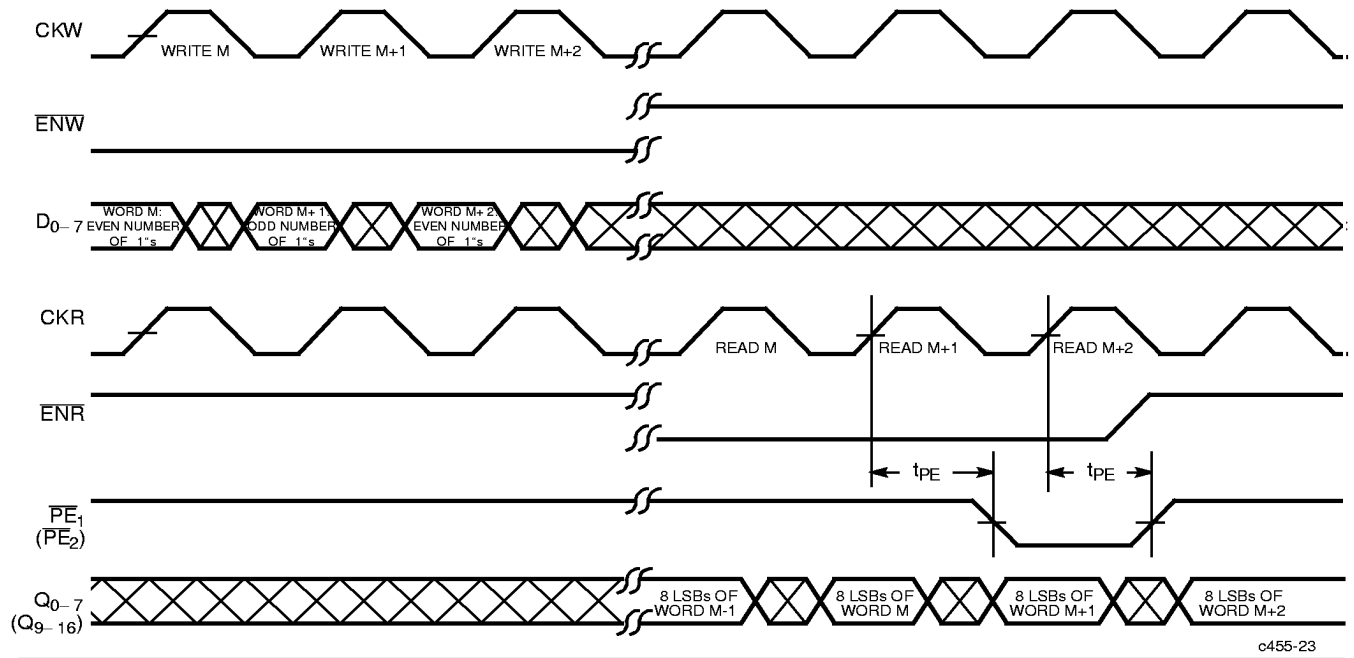 CKW
WRITE M
WRITE M+1
WRITE M+2
ENW
D0–7
WORD M:
EVEN NUMBER
OF 1"s
WORD M+1:
ODD NUMBER
OF 1"s
WORD M+2:
EVEN NUMBER
OF 1"s
CKR
READ M
READ M+1
READ M+2
ENR
tPE
tPE
PE1
(PE2)
Q0–7
(Q9–16)
8 LSBs OF
WORD M-1
8 LSBs OF
WORD M
8 LSBs OF
WORD M+1
8 LSBs OF
WORD M+2
c455-23